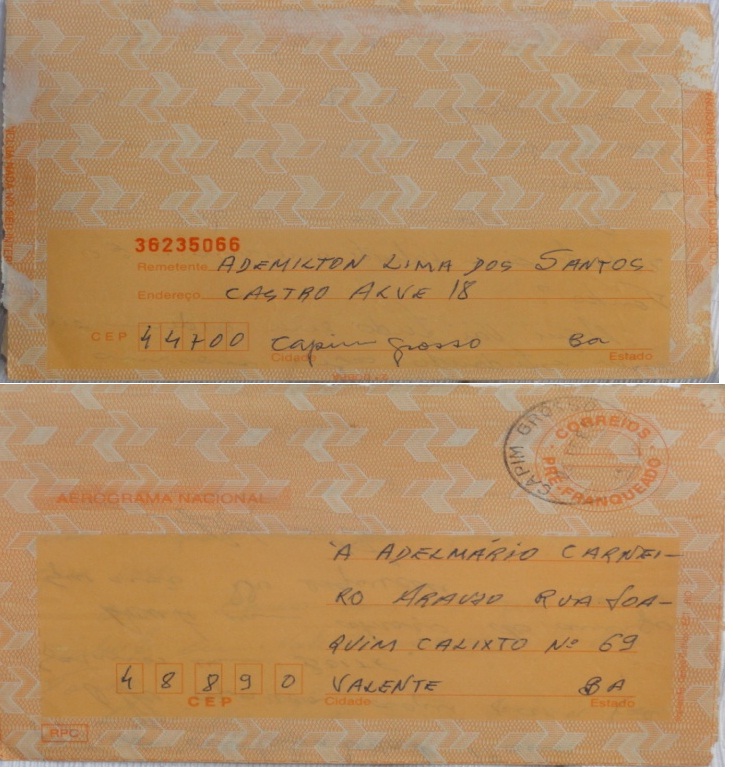 36235066
Remetente ADEMILTON LIMA DOS SANTOS
Endereço CASTRO ALVE 18
CEP 44700 Capim grosso Ba
Cidade Estado
CAPIM GROSSO
CORREIOS
PRÉ-FRANQUEADO
AEROGRAMA NACIONAL
'A ADELMÁRIO CARNEI-
RO ARAUJO RUA JOA-
QUIM CALIXTO Nº 69
48890 VALENTE BA
CEP Cidade Estado
RPC